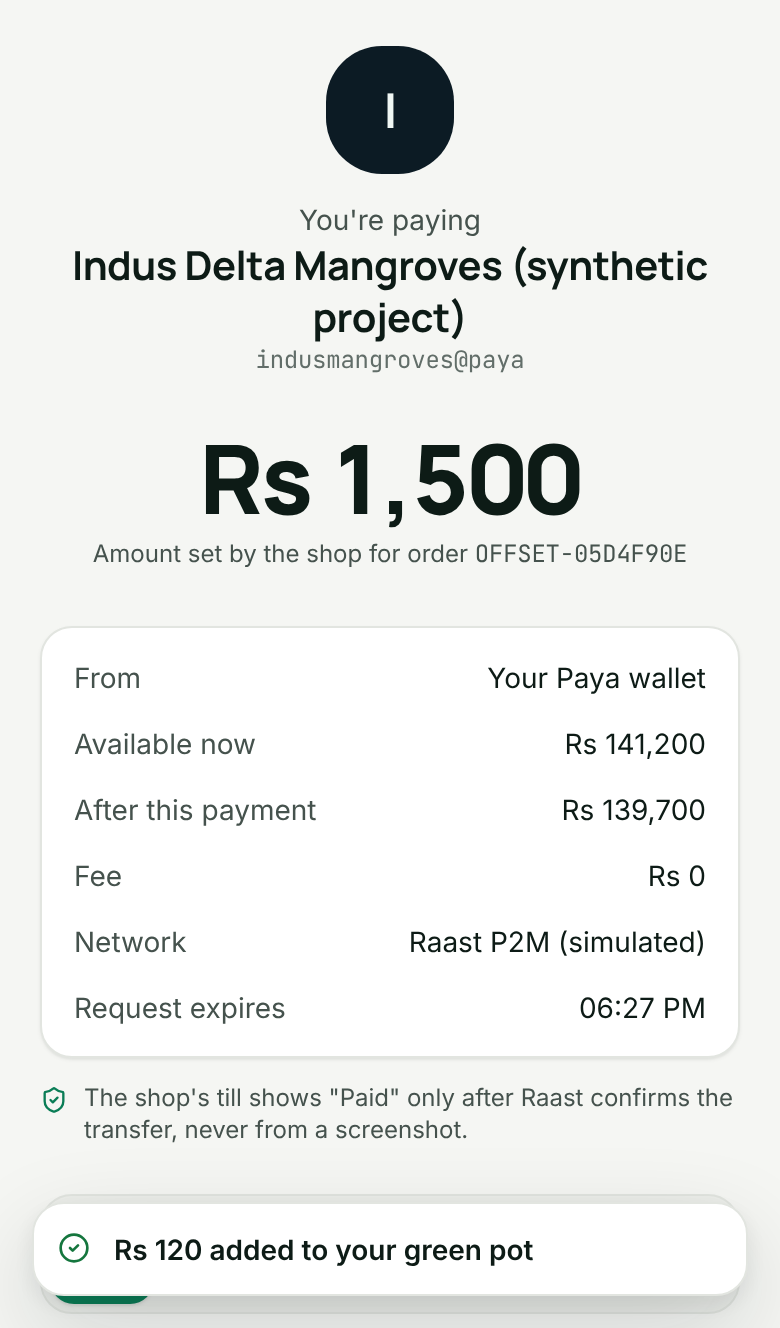 I
You're paying
Indus Delta Mangroves (synthetic
project)
indusmangroves@paya
Rs 1,500
Amount set by the shop for order OFFSET-05D4F90E
From Your Paya wallet
Available now Rs 141,200
After this payment Rs 139,700
Fee Rs 0
Network Raast P2M (simulated)
Request expires 06:27 PM
The shop's till shows "Paid" only after Raast confirms the
transfer, never from a screenshot.
Rs 120 added to your green pot